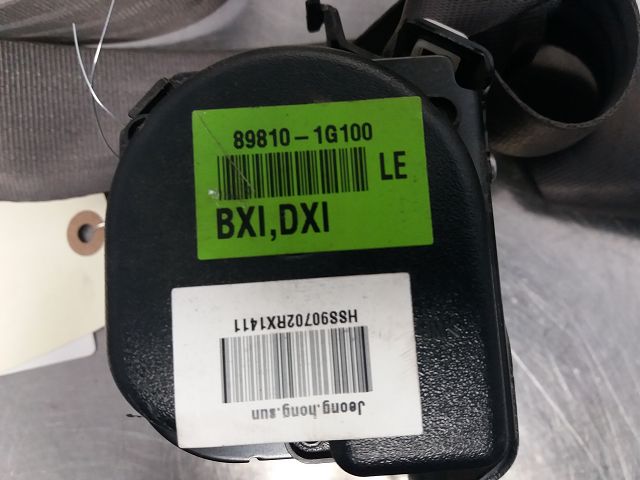 89810-1G100
LE
BXI,DXI
HSS90702RX1411
Jeong.hong.sun